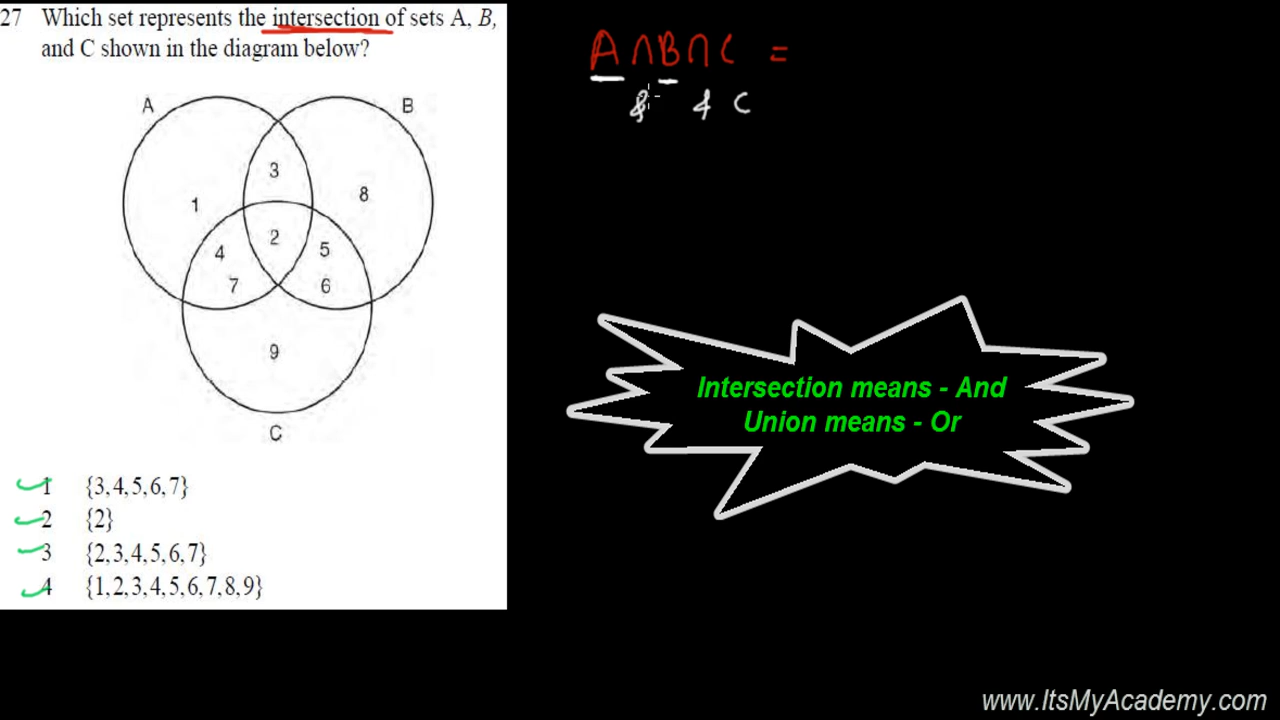 27 Which set represents the intersection of sets A, B,
and C shown in the diagram below?
A
B
3
8
1
2
4
5
7
6
9
C
1 {3,4,5,6,7}
2 {2}
3 {2,3,4,5,6,7}
4 {1,2,3,4,5,6,7,8,9}
A ∩ B ∩ C =
& & C
Intersection means - And
Union means - Or
www.ItsMyAcademy.com